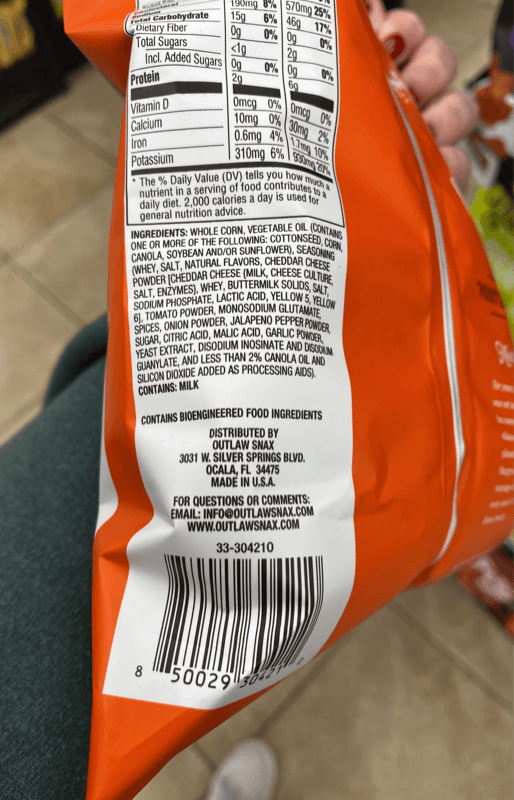 190mg 8% 570mg 25%
Total Carbohydrate 15g 6% 46g 17%
Dietary Fiber 0g 0% 0g 0%
Total Sugars <1g 2g
Incl. Added Sugars 0g 0% 0g 0%
Protein 2g 6g
Vitamin D 0mcg 0% 0mcg 0%
Calcium 10mg 0% 30mg 2%
Iron 0.6mg 4% 1.7mg 10%
Potassium 310mg 6% 930mg 20%
* The % Daily Value (DV) tells you how much a
nutrient in a serving of food contributes to a
daily diet. 2,000 calories a day is used for
general nutrition advice.
INGREDIENTS: WHOLE CORN, VEGETABLE OIL (CONTAINS
ONE OR MORE OF THE FOLLOWING: COTTONSEED, CORN,
CANOLA, SOYBEAN AND/OR SUNFLOWER), SEASONING
(WHEY, SALT, NATURAL FLAVORS, CHEDDAR CHEESE
POWDER [CHEDDAR CHEESE (MILK, CHEESE CULTURE,
SALT, ENZYMES), WHEY, BUTTERMILK SOLIDS, SALT,
SODIUM PHOSPHATE, LACTIC ACID, YELLOW 5, YELLOW
6], TOMATO POWDER, MONOSODIUM GLUTAMATE,
SPICES, ONION POWDER, JALAPENO PEPPER POWDER,
SUGAR, CITRIC ACID, MALIC ACID, GARLIC POWDER,
YEAST EXTRACT, DISODIUM INOSINATE AND DISODIUM
GUANYLATE, AND LESS THAN 2% CANOLA OIL AND
SILICON DIOXIDE ADDED AS PROCESSING AIDS).
CONTAINS: MILK
CONTAINS BIOENGINEERED FOOD INGREDIENTS
DISTRIBUTED BY
OUTLAW SNAX
3031 W. SILVER SPRINGS BLVD.
OCALA, FL 34475
MADE IN U.S.A.
FOR QUESTIONS OR COMMENTS:
EMAIL: INFO@OUTLAWSNAX.COM
WWW.OUTLAWSNAX.COM
33-304210
8 50029 30421 0